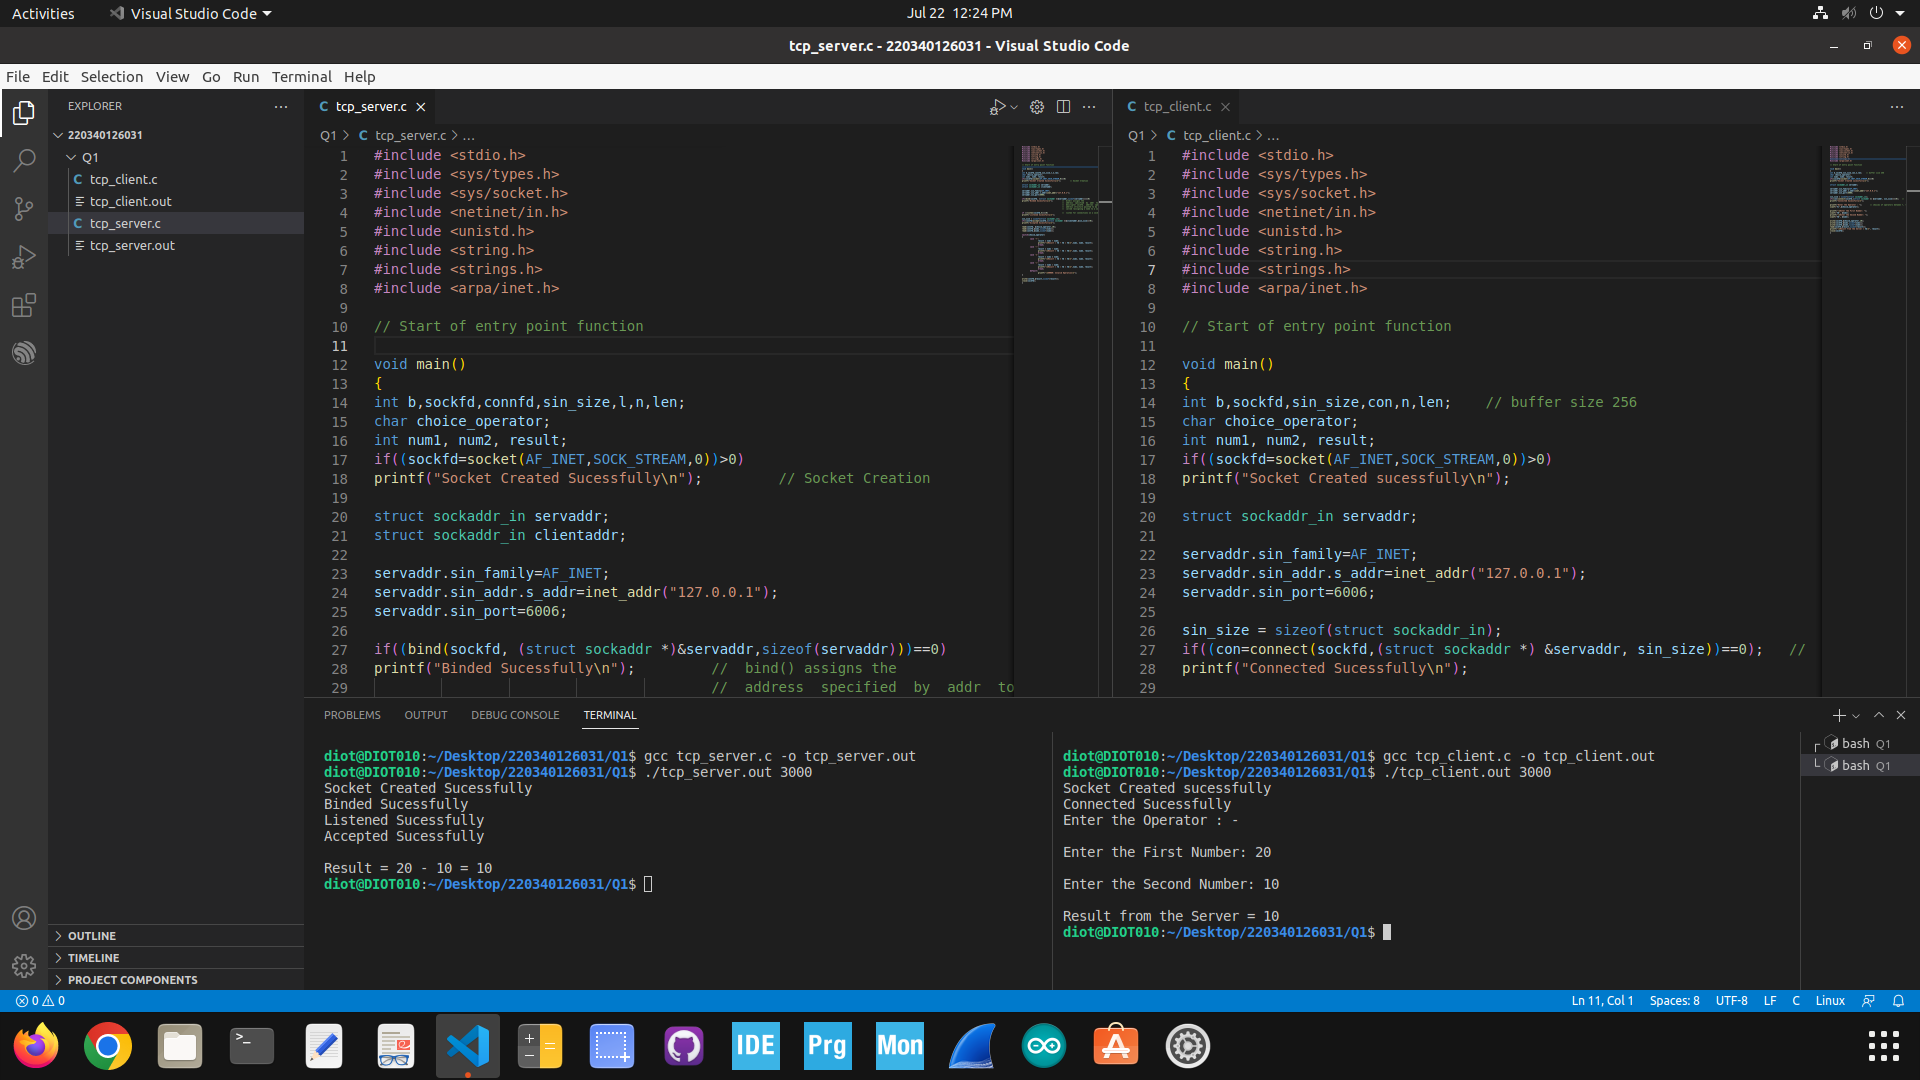 Activities
Visual Studio Code
Jul 22 12:24 PM
tcp_server.c - 220340126031 - Visual Studio Code
File Edit Selection View Go Run Terminal Help
EXPLORER
220340126031
Q1
tcp_client.c
tcp_client.out
tcp_server.c
tcp_server.out
OUTLINE
TIMELINE
PROJECT COMPONENTS
C tcp_server.c
Q1 > C tcp_server.c > ...
1 #include <stdio.h>
2 #include <sys/types.h>
3 #include <sys/socket.h>
4 #include <netinet/in.h>
5 #include <unistd.h>
6 #include <string.h>
7 #include <strings.h>
8 #include <arpa/inet.h>
9
10 // Start of entry point function
11
12 void main()
13 {
14 int b,sockfd,connfd,sin_size,l,n,len;
15 char choice_operator;
16 int num1, num2, result;
17 if((sockfd=socket(AF_INET,SOCK_STREAM,0))>0)
18 printf("Socket Created Sucessfully\n"); // Socket Creation
19
20 struct sockaddr_in servaddr;
21 struct sockaddr_in clientaddr;
22
23 servaddr.sin_family=AF_INET;
24 servaddr.sin_addr.s_addr=inet_addr("127.0.0.1");
25 servaddr.sin_port=6006;
26
27 if((bind(sockfd, (struct sockaddr *)&servaddr,sizeof(servaddr)))==0)
28 printf("Binded Sucessfully\n"); // bind() assigns the
29 // address specified by addr to
C tcp_client.c
Q1 > C tcp_client.c > ...
1 #include <stdio.h>
2 #include <sys/types.h>
3 #include <sys/socket.h>
4 #include <netinet/in.h>
5 #include <unistd.h>
6 #include <string.h>
7 #include <strings.h>
8 #include <arpa/inet.h>
9
10 // Start of entry point function
11
12 void main()
13 {
14 int b,sockfd,sin_size,con,n,len; // buffer size 256
15 char choice_operator;
16 int num1, num2, result;
17 if((sockfd=socket(AF_INET,SOCK_STREAM,0))>0)
18 printf("Socket Created sucessfully\n");
19
20 struct sockaddr_in servaddr;
21
22 servaddr.sin_family=AF_INET;
23 servaddr.sin_addr.s_addr=inet_addr("127.0.0.1");
24 servaddr.sin_port=6006;
25
26 sin_size = sizeof(struct sockaddr_in);
27 if((con=connect(sockfd,(struct sockaddr *) &servaddr, sin_size))==0); //
28 printf("Connected Sucessfully\n");
29
PROBLEMS OUTPUT DEBUG CONSOLE TERMINAL
diot@DIOT010:~/Desktop/220340126031/Q1$ gcc tcp_server.c -o tcp_server.out
diot@DIOT010:~/Desktop/220340126031/Q1$ ./tcp_server.out 3000
Socket Created Sucessfully
Binded Sucessfully
Listened Sucessfully
Accepted Sucessfully
Result = 20 - 10 = 10
diot@DIOT010:~/Desktop/220340126031/Q1$
diot@DIOT010:~/Desktop/220340126031/Q1$ gcc tcp_client.c -o tcp_client.out
diot@DIOT010:~/Desktop/220340126031/Q1$ ./tcp_client.out 3000
Socket Created sucessfully
Connected Sucessfully
Enter the Operator : -
Enter the First Number: 20
Enter the Second Number: 10
Result from the Server = 10
diot@DIOT010:~/Desktop/220340126031/Q1$
bash Q1
bash Q1
0 0
Ln 11, Col 1 Spaces: 8 UTF-8 LF C Linux
IDE Prg Mon